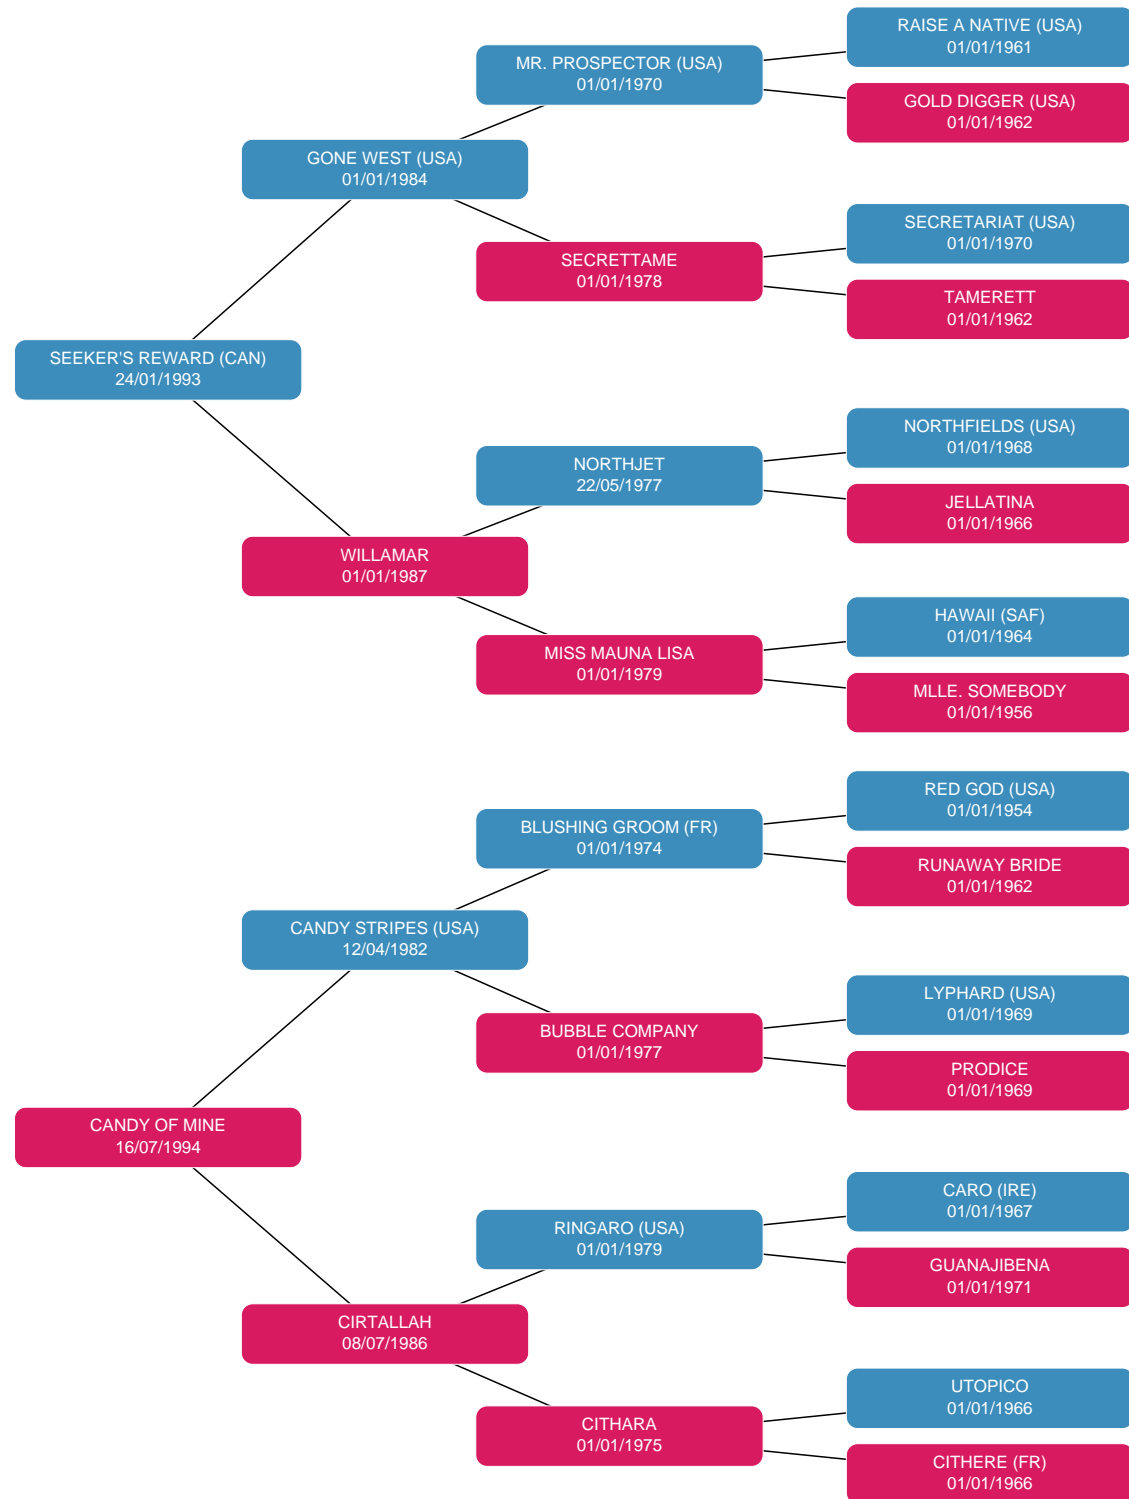 RAISE A NATIVE (USA)
01/01/1961
MR. PROSPECTOR (USA)
01/01/1970
GOLD DIGGER (USA)
01/01/1962
GONE WEST (USA)
01/01/1984
SECRETARIAT (USA)
01/01/1970
SECRETTAME
01/01/1978
TAMERETT
01/01/1962
SEEKER'S REWARD (CAN)
24/01/1993
NORTHFIELDS (USA)
01/01/1968
NORTHJET
22/05/1977
JELLATINA
01/01/1966
WILLAMAR
01/01/1987
HAWAII (SAF)
01/01/1964
MISS MAUNA LISA
01/01/1979
MLLE. SOMEBODY
01/01/1956
RED GOD (USA)
01/01/1954
BLUSHING GROOM (FR)
01/01/1974
RUNAWAY BRIDE
01/01/1962
CANDY STRIPES (USA)
12/04/1982
LYPHARD (USA)
01/01/1969
BUBBLE COMPANY
01/01/1977
PRODICE
01/01/1969
CANDY OF MINE
16/07/1994
CARO (IRE)
01/01/1967
RINGARO (USA)
01/01/1979
GUANAJIBENA
01/01/1971
CIRTALLAH
08/07/1986
UTOPICO
01/01/1966
CITHARA
01/01/1975
CITHERE (FR)
01/01/1966